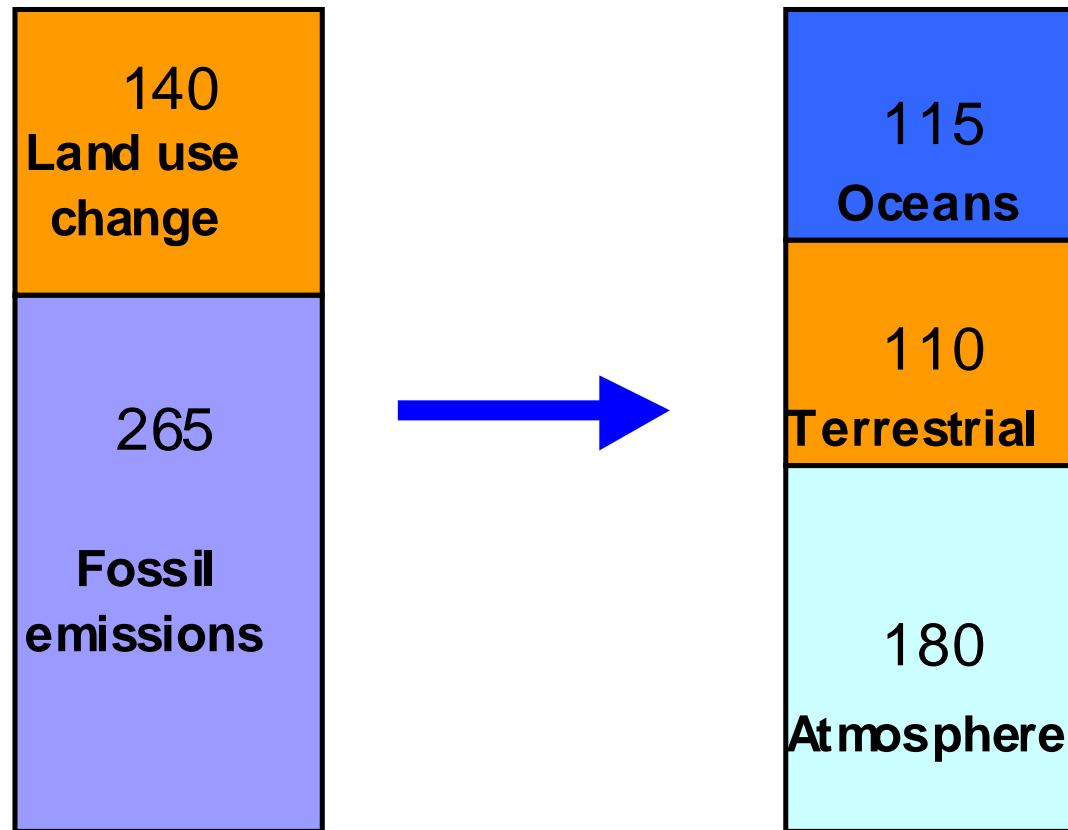 140
Land use
change
265
Fossil
emissions
115
Oceans
110
Terrestrial
180
Atmosphere